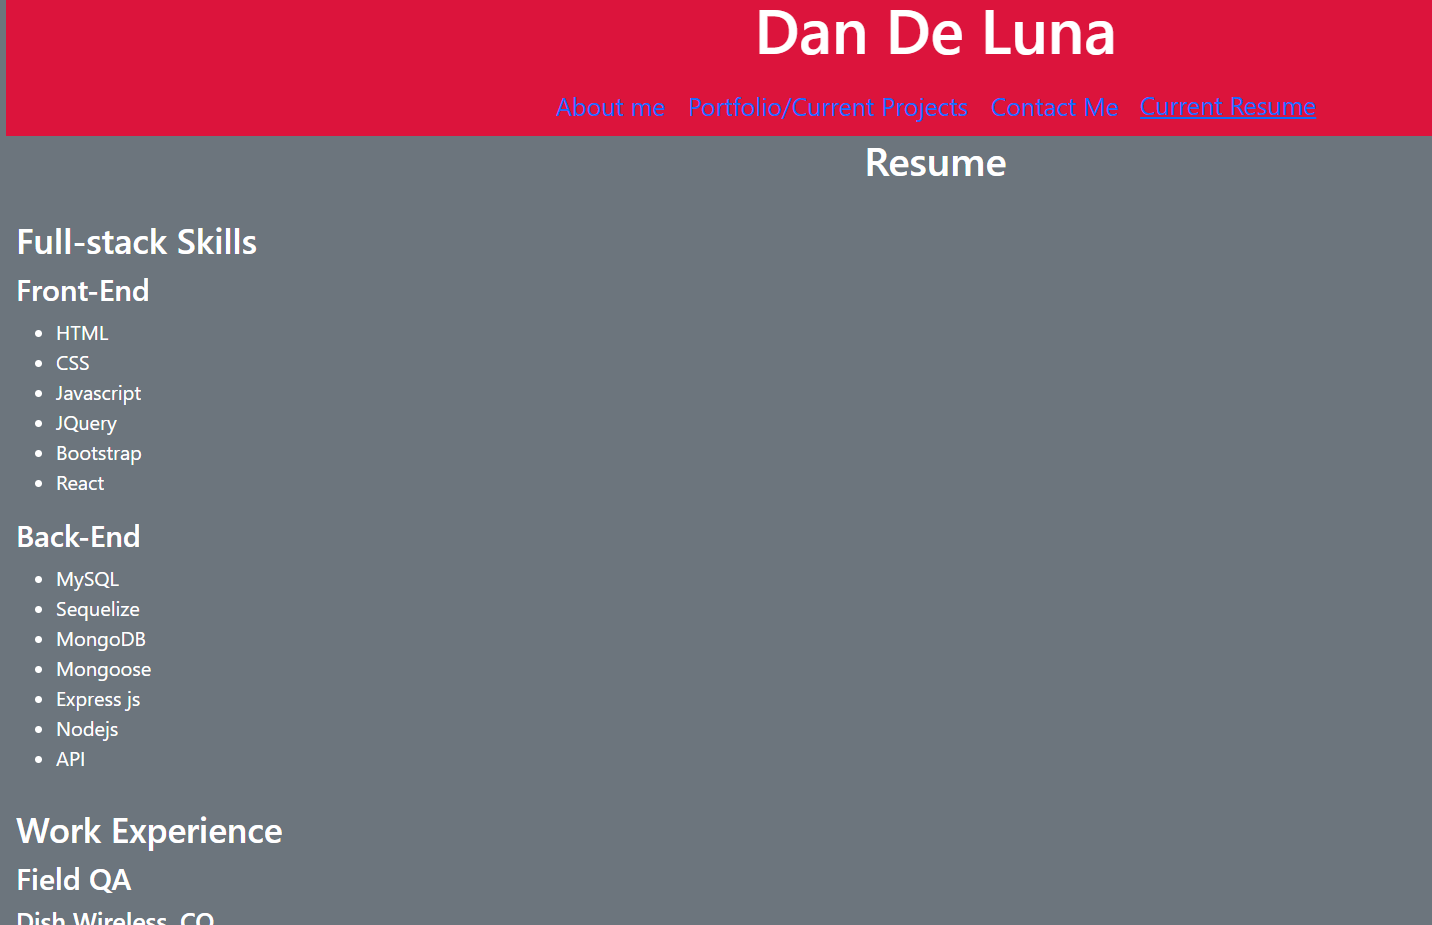 Dan De Luna
About me Portfolio/Current Projects Contact Me Current Resume
Resume
Full-stack Skills
Front-End
HTML
CSS
Javascript
JQuery
Bootstrap
React
Back-End
MySQL
Sequelize
MongoDB
Mongoose
Express js
Nodejs
API
Work Experience
Field QA
Dish Wireless, CO